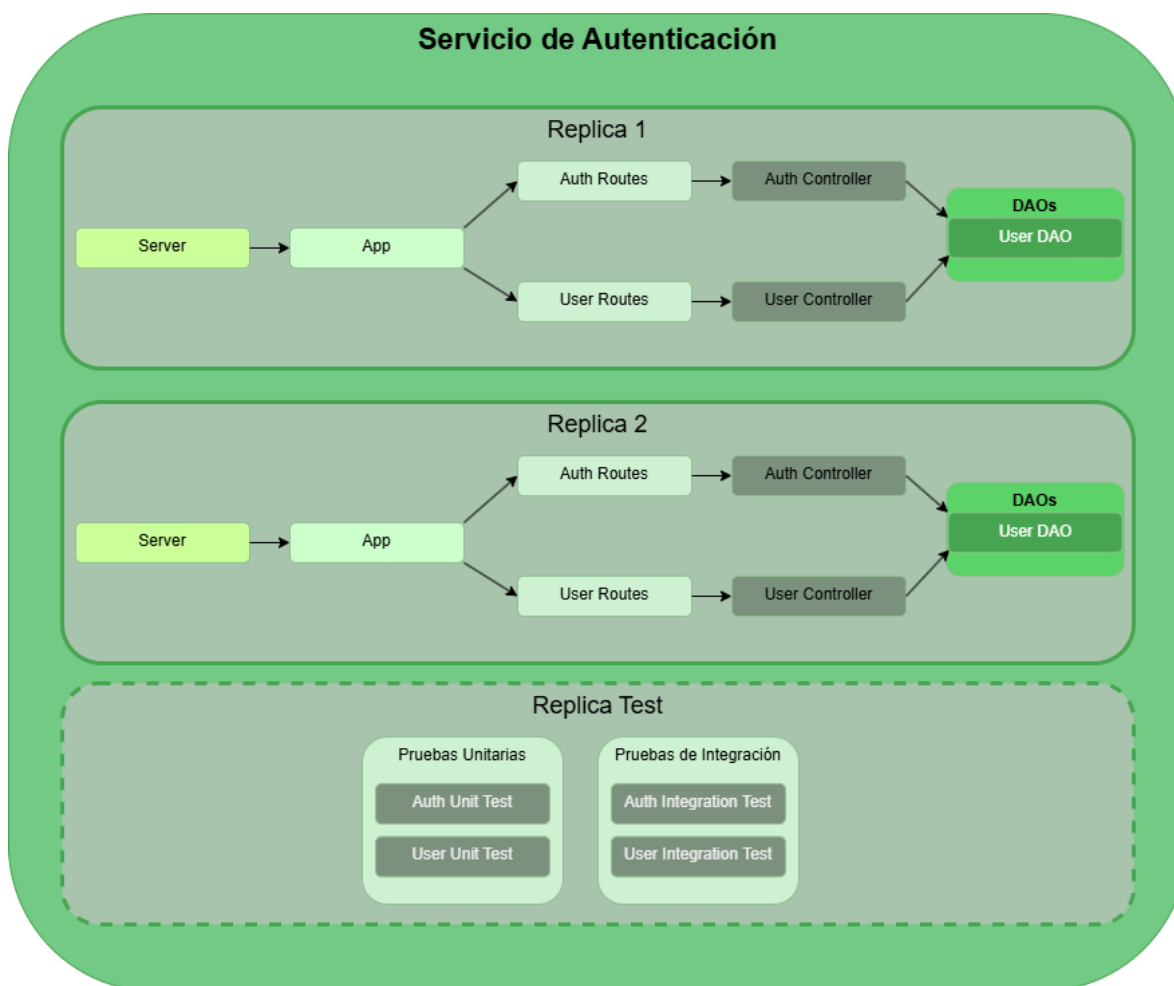 Servicio de Autenticación
Replica 1
Auth Routes
Auth Controller
DAOs
User DAO
Server
App
User Routes
User Controller
Replica 2
Auth Routes
Auth Controller
DAOs
User DAO
Server
App
User Routes
User Controller
Replica Test
Pruebas Unitarias
Auth Unit Test
User Unit Test
Pruebas de Integración
Auth Integration Test
User Integration Test